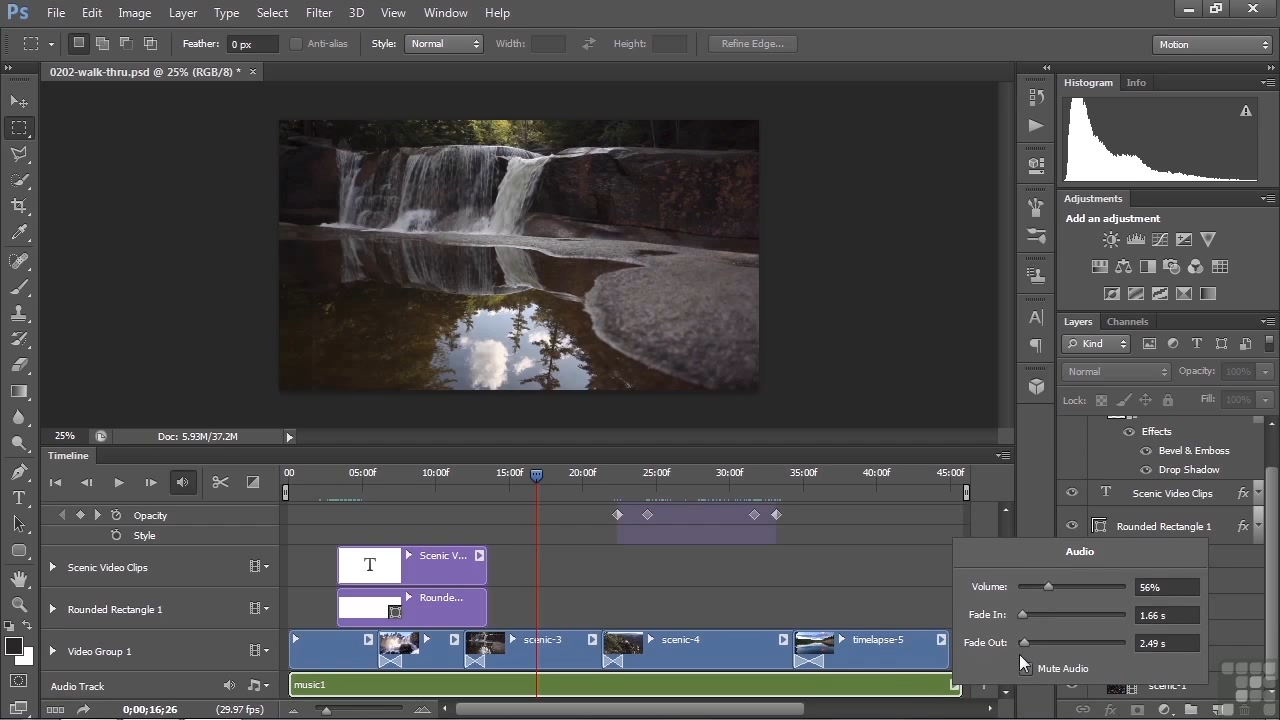 Ps File Edit Image Layer Type Select Filter 3D View Window Help
Feather: 0 px Anti-alias Style: Normal Width: Height: Refine Edge... Motion
0202-walk-thru.psd @ 25% (RGB/8) * ×
Histogram Info
Adjustments
Add an adjustment
Layers Channels
Kind
Normal Opacity: 100%
Lock: Fill: 100%
Effects
Bevel & Emboss
Drop Shadow
Scenic Video Clips fx
Rounded Rectangle 1 fx
25% Doc: 5.93M/37.2M
Timeline
00 05:00f 10:00f 15:00f 20:00f 25:00f 30:00f 35:00f 40:00f 45:00f
Opacity
Style
Scenic Video Clips T Scenic V...
Rounded Rectangle 1 Rounde...
Video Group 1 scenic-3 scenic-4 timelapse-5
Audio Track music1
0;00;16;26 (29.97 fps)
Audio
Volume: 56%
Fade In: 1.66 s
Fade Out: 2.49 s
Mute Audio
scenic-1